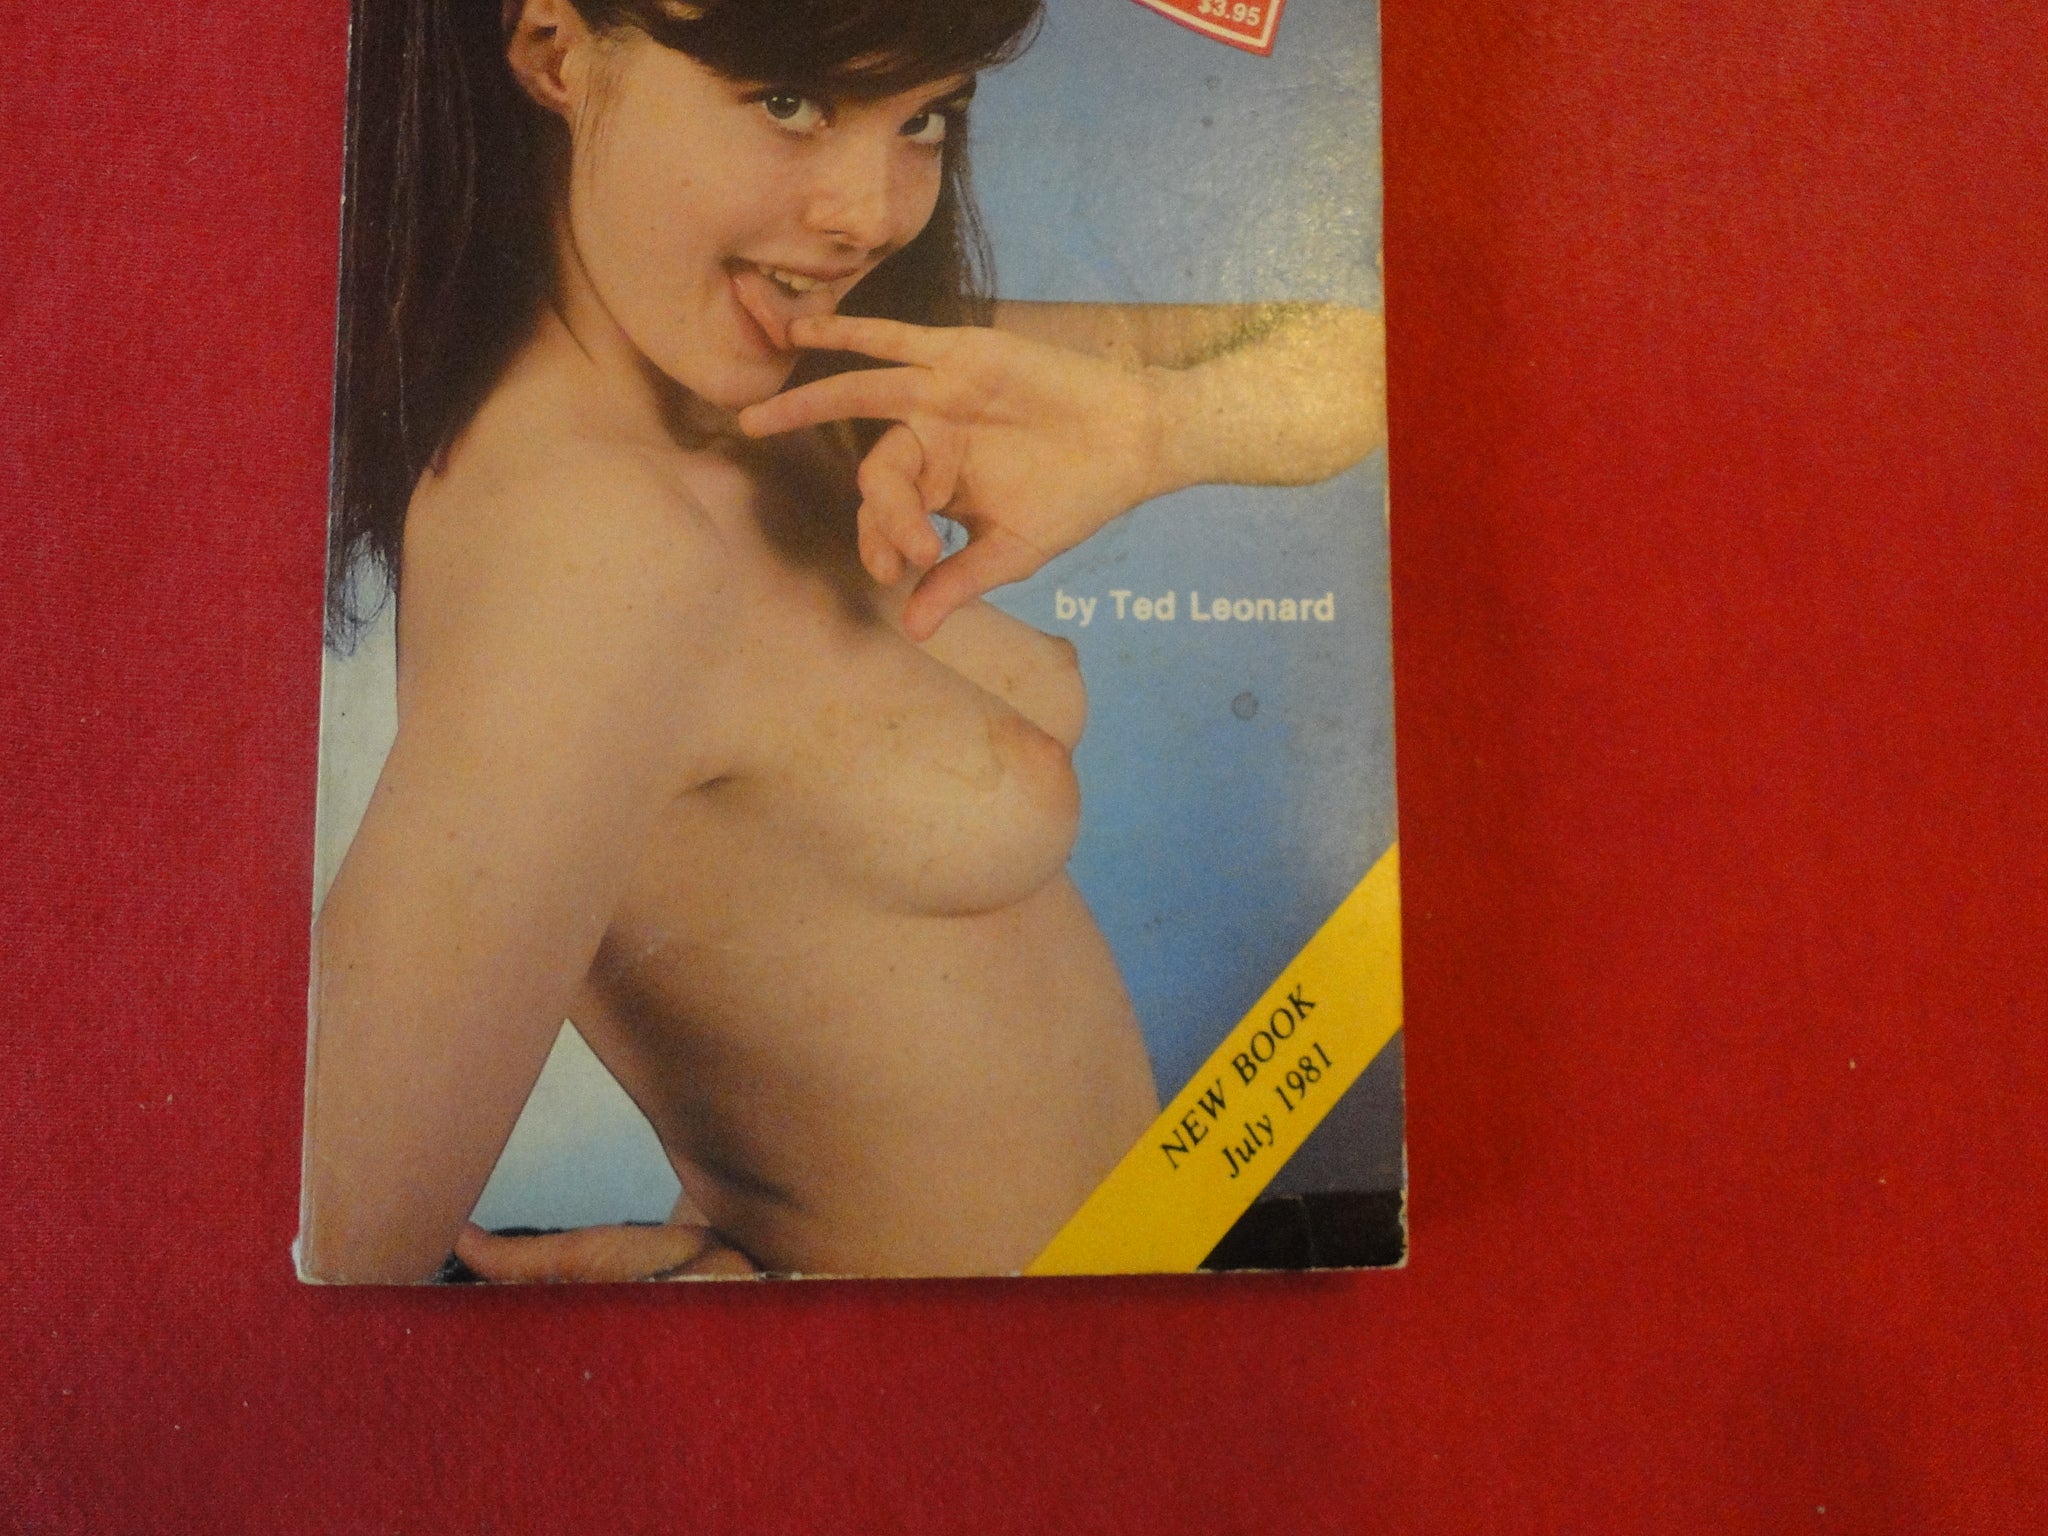 $3.95
by Ted Leonard
NEW BOOK
July 1981